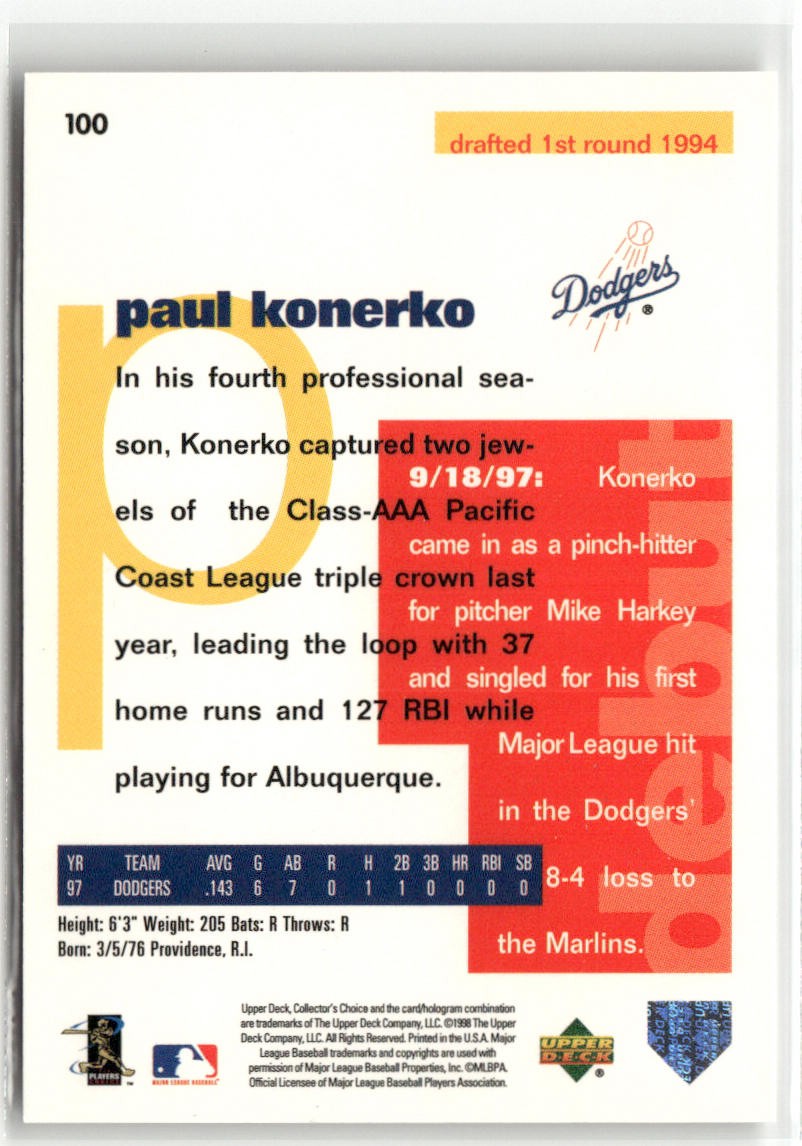 100
drafted 1st round 1994
Dodgers ®
paul konerko
p
In his fourth professional sea-
son, Konerko captured two jew-
els of the Class-AAA Pacific
Coast League triple crown last
year, leading the loop with 37
home runs and 127 RBI while
playing for Albuquerque.
debut
9/18/97: Konerko
came in as a pinch-hitter
for pitcher Mike Harkey
and singled for his first
Major League hit
in the Dodgers'
8-4 loss to
the Marlins.
YR TEAM AVG G AB R H 2B 3B HR RBI SB
97 DODGERS .143 6 7 0 1 1 0 0 0 0
Height: 6'3" Weight: 205 Bats: R Throws: R
Born: 3/5/76 Providence, R.I.
PLAYERS
CHOICE ™
MAJOR LEAGUE BASEBALL
Upper Deck, Collector's Choice and the card/hologram combination
are trademarks of The Upper Deck Company, LLC. ©1998 The Upper
Deck Company, LLC. All Rights Reserved. Printed in the U.S.A. Major
League Baseball trademarks and copyrights are used with
permission of Major League Baseball Properties, Inc. ©MLBPA.
Official Licensee of Major League Baseball Players Association.
UPPER
DECK ®